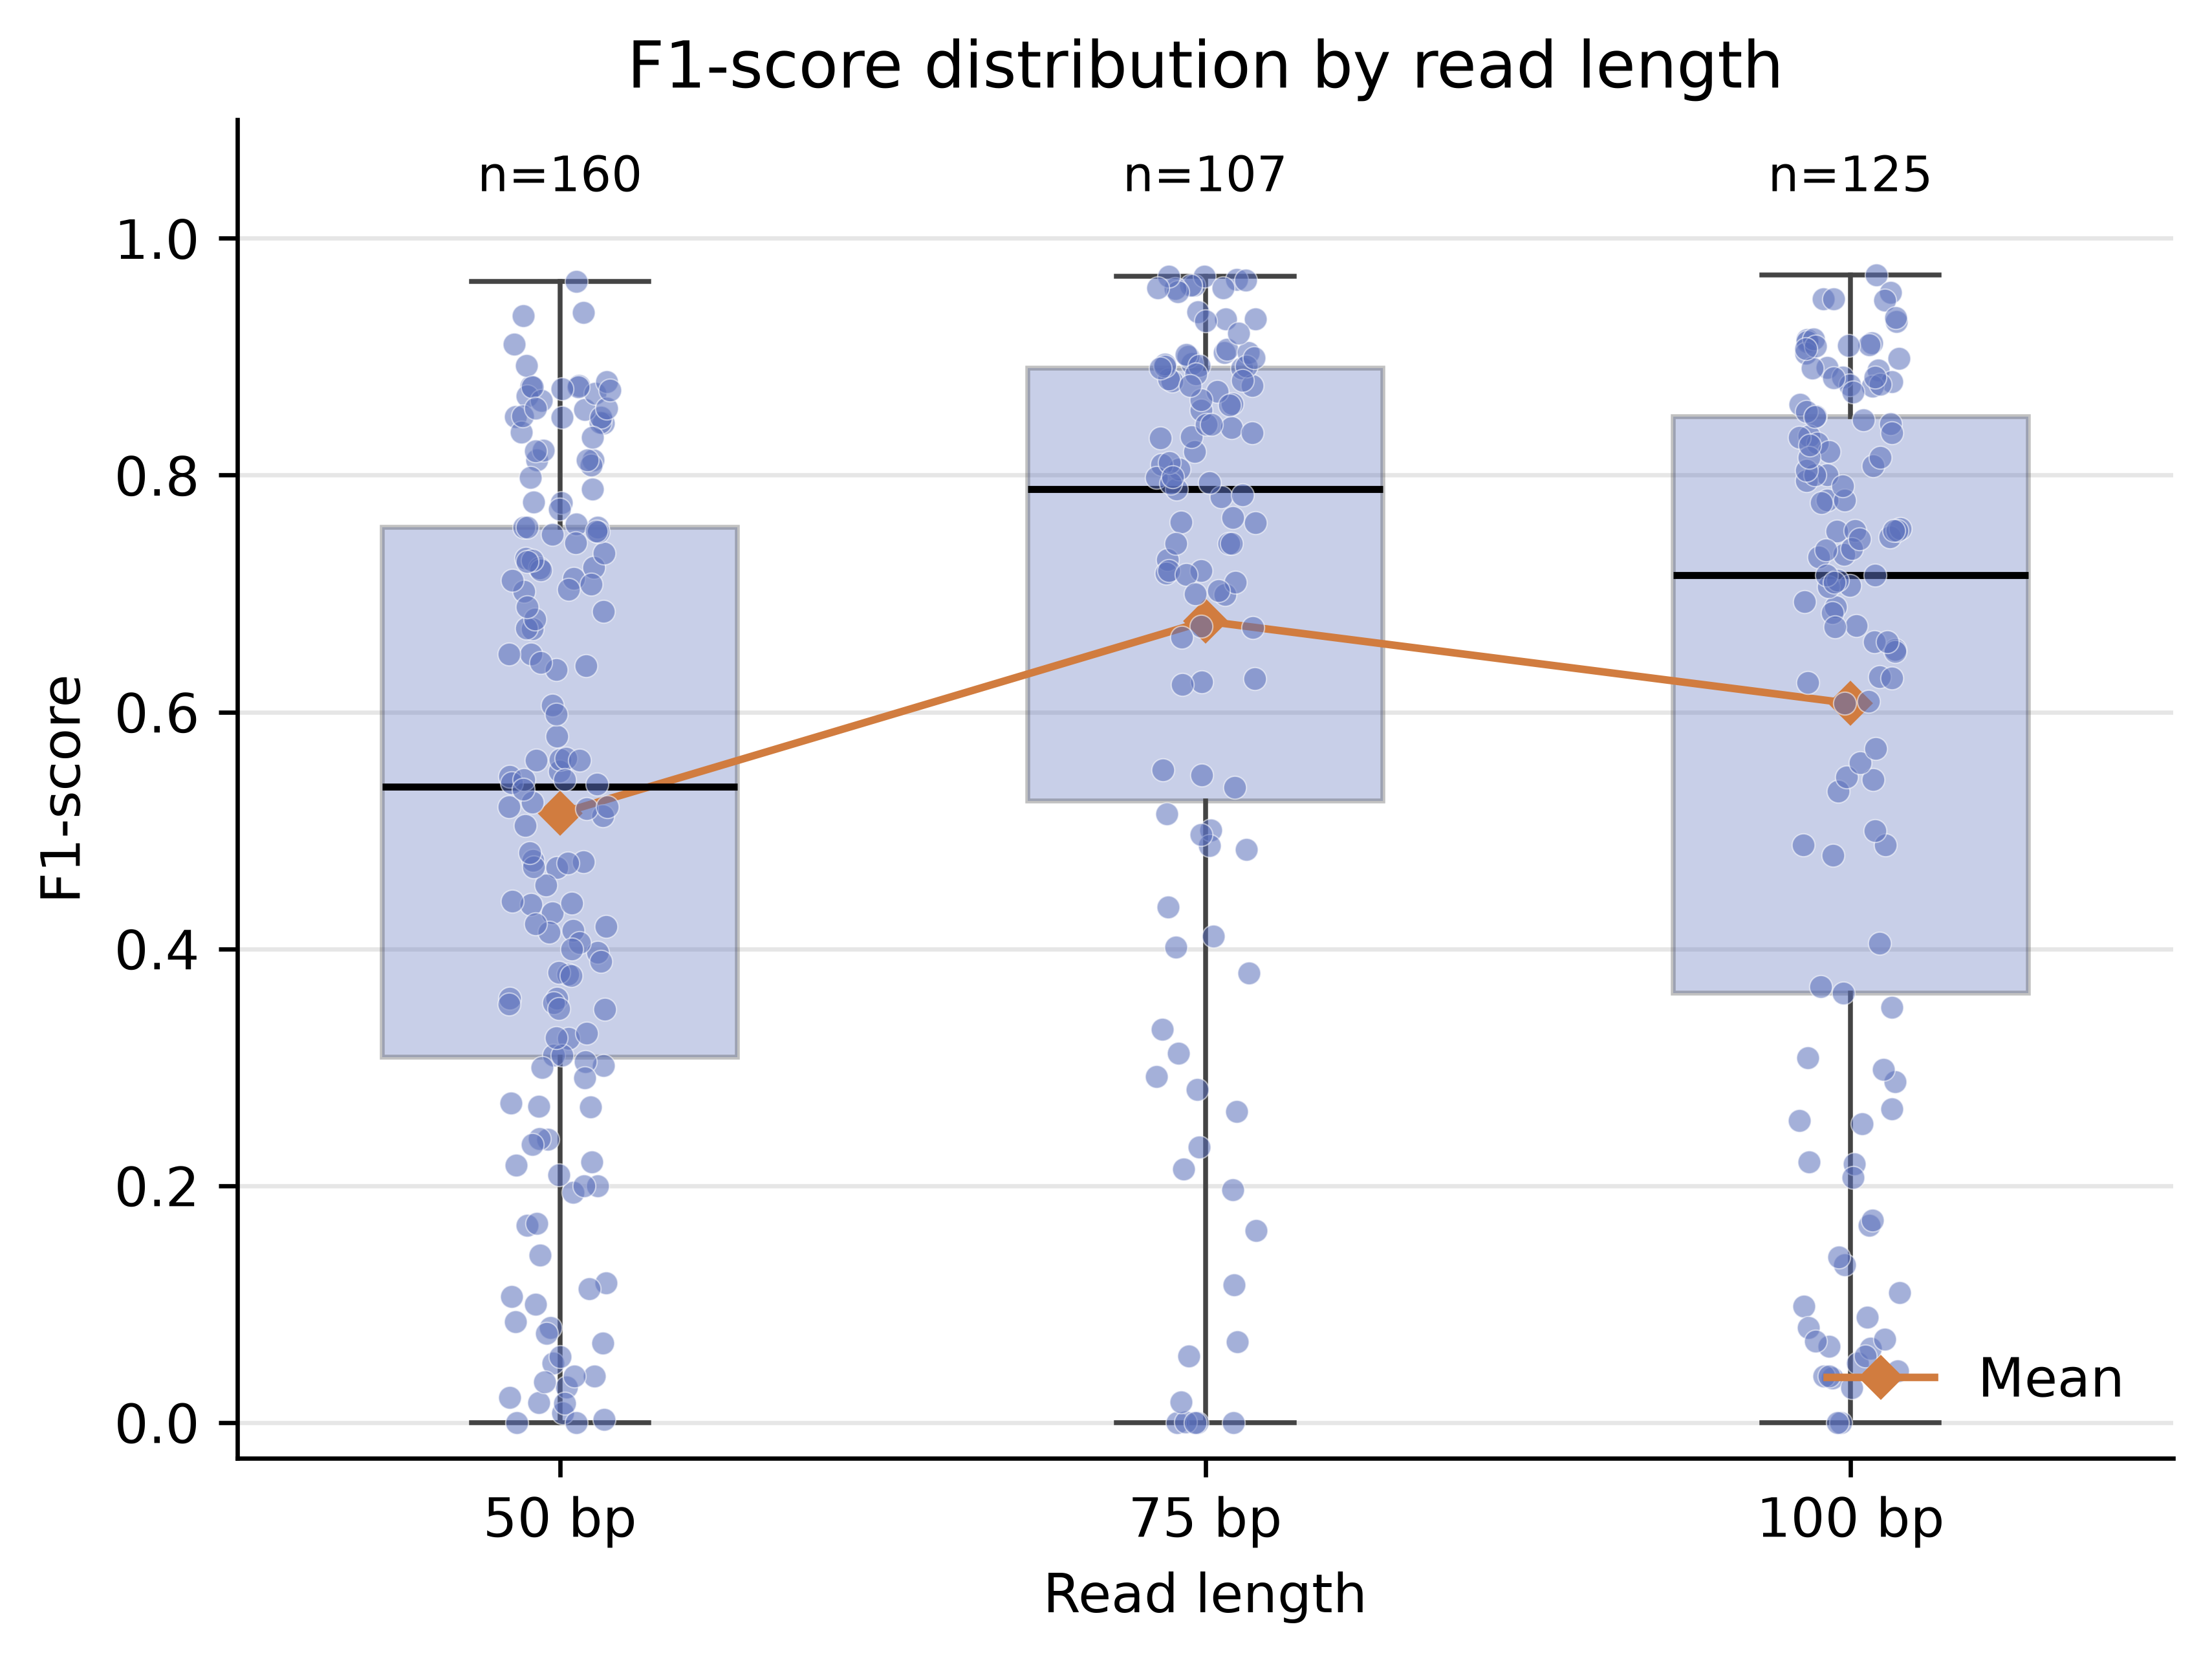 F1-score distribution by read length
n=160
n=107
n=125
1.0
0.8
0.6
0.4
0.2
0.0
F1-score
Mean
50 bp
75 bp
100 bp
Read length